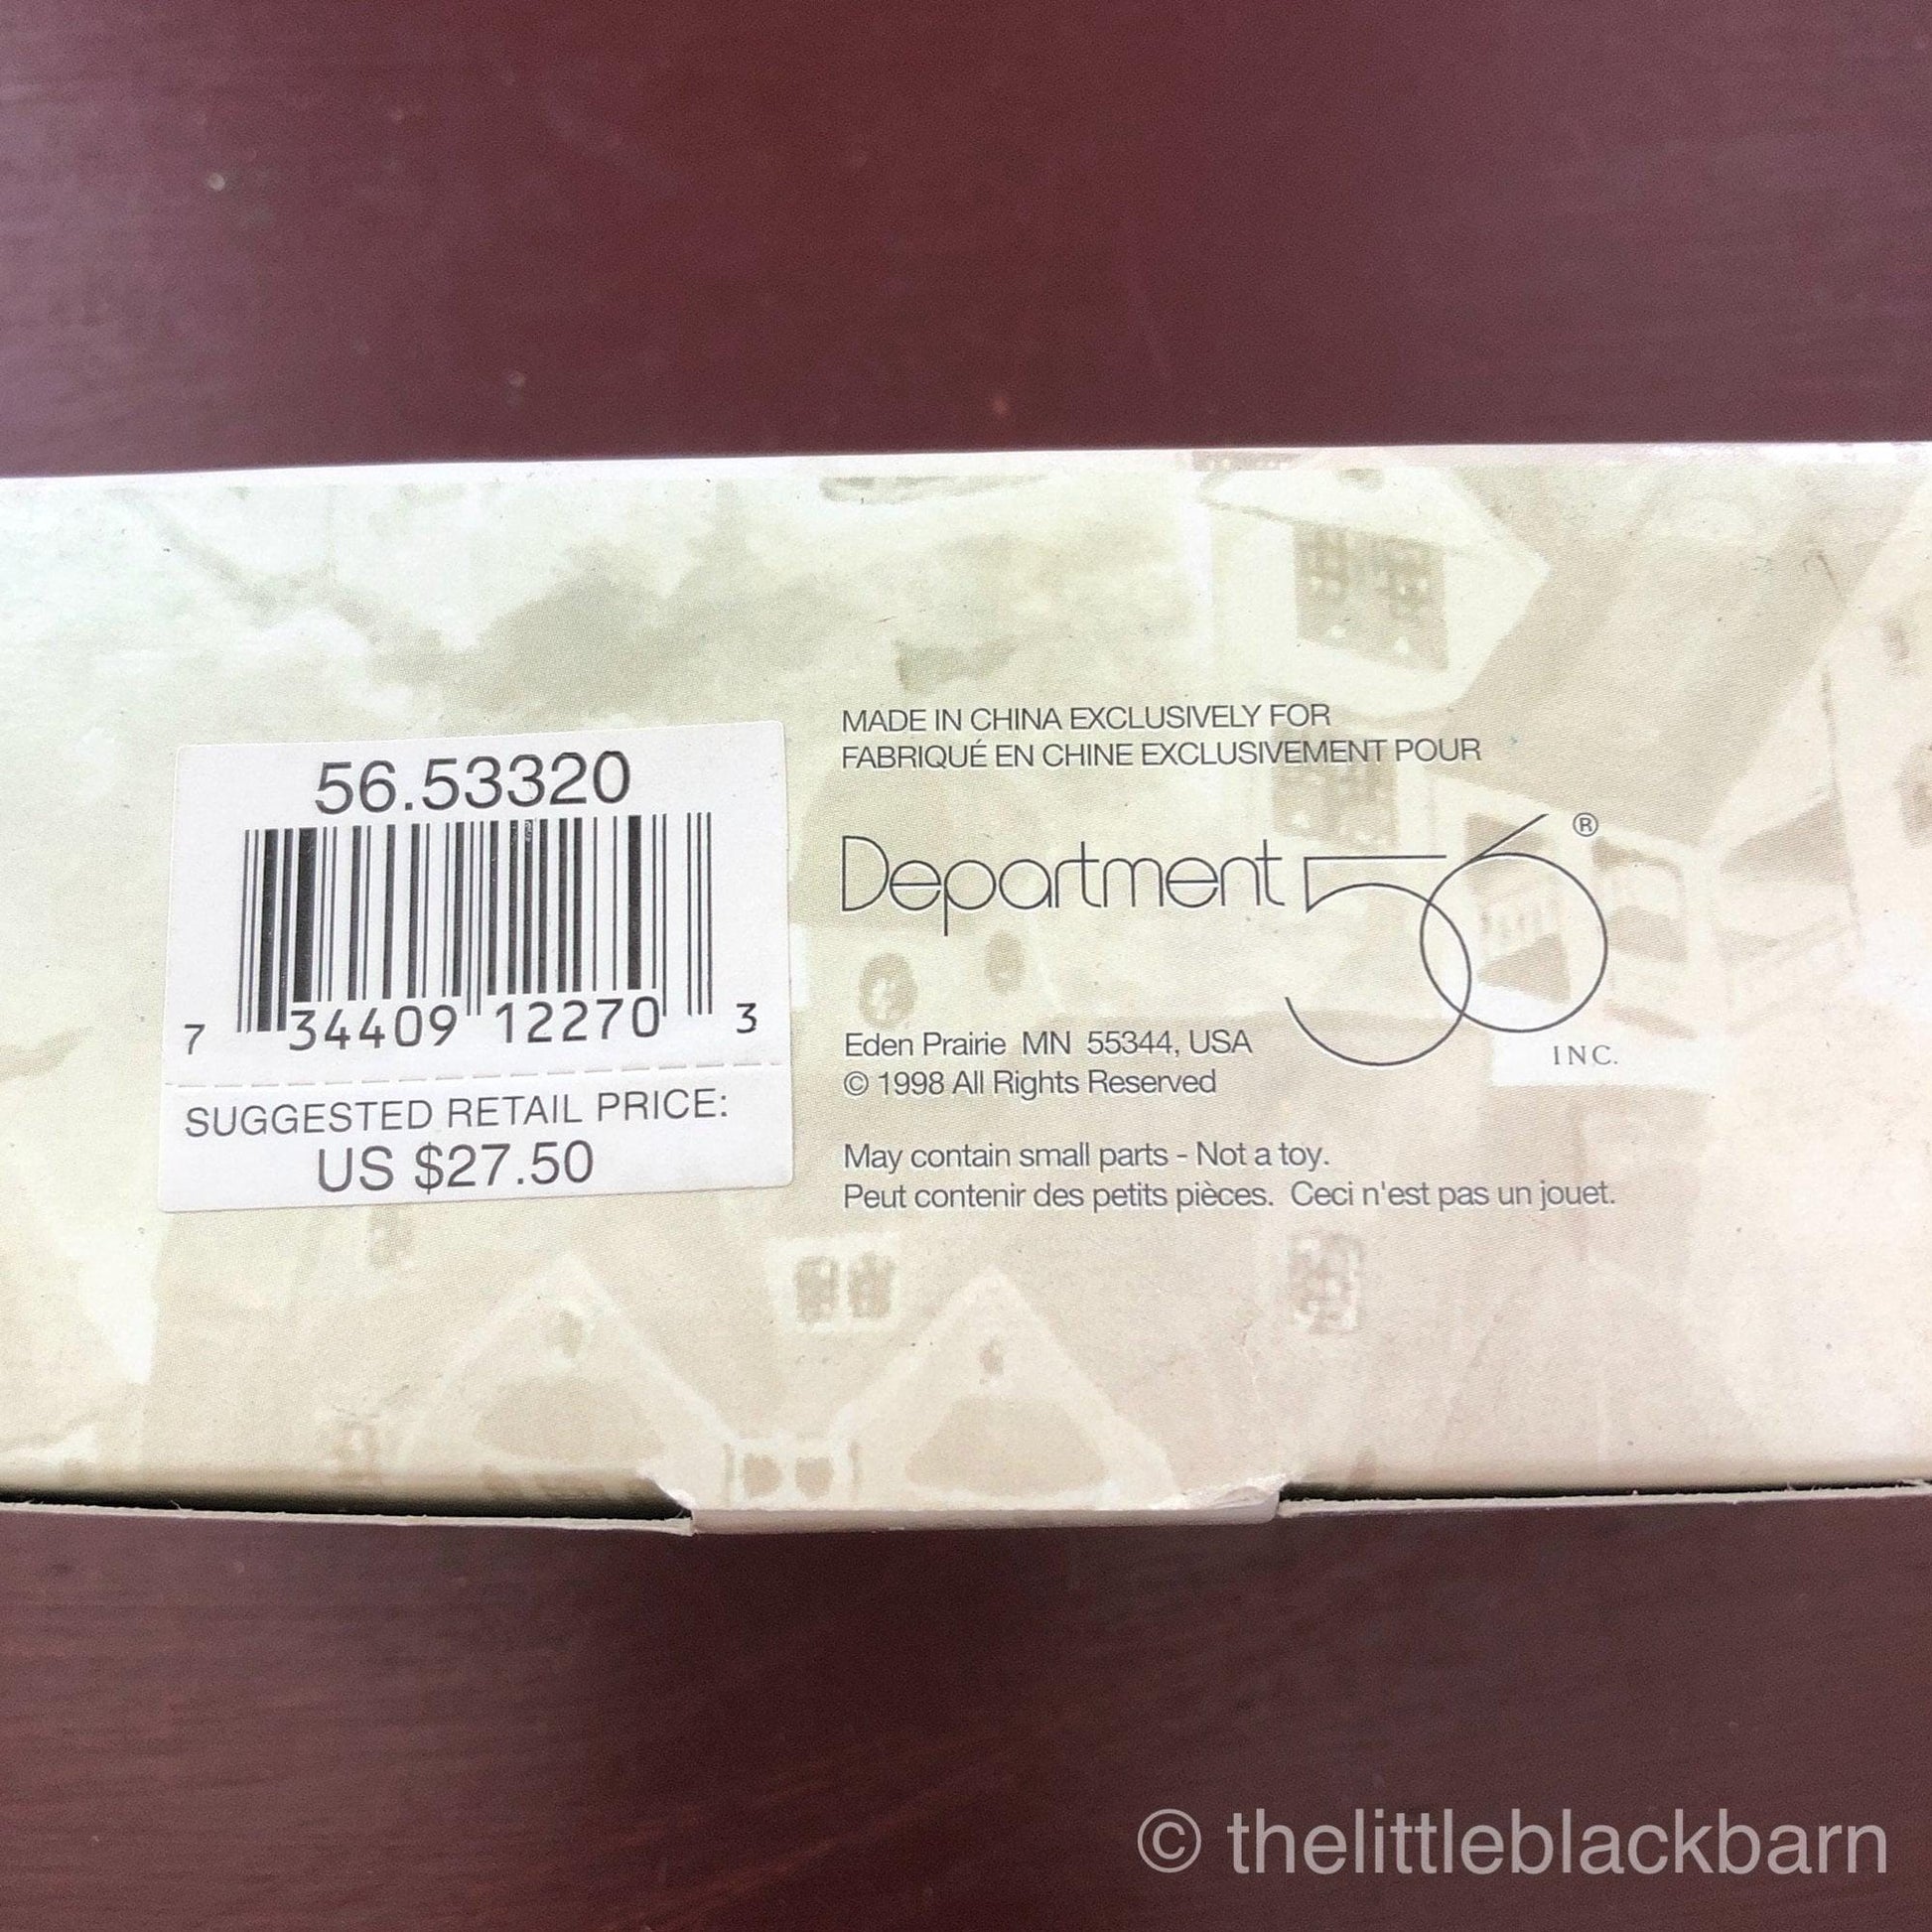 56.53320
7 34409 12270 3
SUGGESTED RETAIL PRICE:
US $27.50
MADE IN CHINA EXCLUSIVELY FOR
FABRIQUÉ EN CHINE EXCLUSIVEMENT POUR
Department 56®
INC.
Eden Prairie MN 55344, USA
© 1998 All Rights Reserved
May contain small parts - Not a toy.
Peut contenir des petits pièces. Ceci n'est pas un jouet.
© thelittleblackbarn